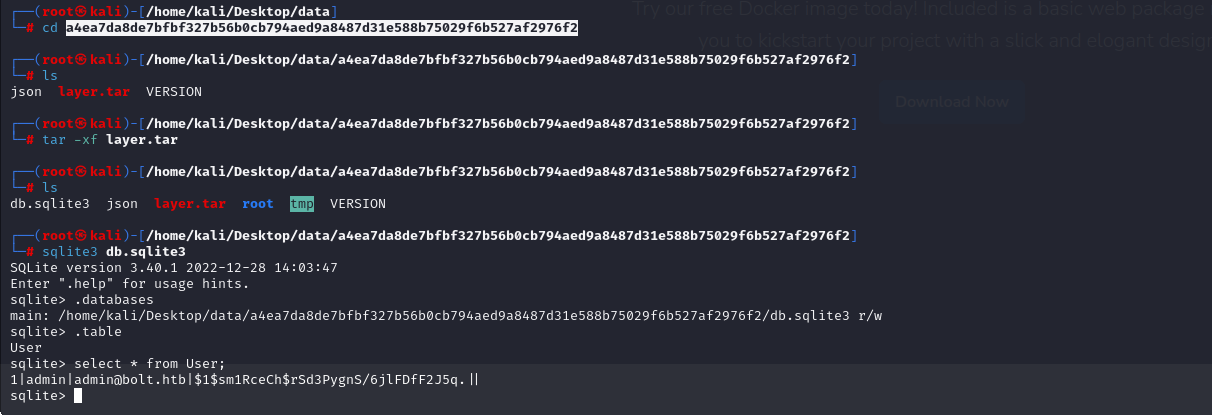 Try our free Docker image today! Included is a basic web package
you to kickstart your project with a slick and elogant desig
Download Now
┌──(root㉿kali)-[/home/kali/Desktop/data]
└─# cd a4ea7da8de7bfbf327b56b0cb794aed9a8487d31e588b75029f6b527af2976f2
┌──(root㉿kali)-[/home/kali/Desktop/data/a4ea7da8de7bfbf327b56b0cb794aed9a8487d31e588b75029f6b527af2976f2]
└─# ls
json layer.tar VERSION
┌──(root㉿kali)-[/home/kali/Desktop/data/a4ea7da8de7bfbf327b56b0cb794aed9a8487d31e588b75029f6b527af2976f2]
└─# tar -xf layer.tar
┌──(root㉿kali)-[/home/kali/Desktop/data/a4ea7da8de7bfbf327b56b0cb794aed9a8487d31e588b75029f6b527af2976f2]
└─# ls
db.sqlite3 json layer.tar root tmp VERSION
┌──(root㉿kali)-[/home/kali/Desktop/data/a4ea7da8de7bfbf327b56b0cb794aed9a8487d31e588b75029f6b527af2976f2]
└─# sqlite3 db.sqlite3
SQLite version 3.40.1 2022-12-28 14:03:47
Enter ".help" for usage hints.
sqlite> .databases
main: /home/kali/Desktop/data/a4ea7da8de7bfbf327b56b0cb794aed9a8487d31e588b75029f6b527af2976f2/db.sqlite3 r/w
sqlite> .table
User
sqlite> select * from User;
1|admin|admin@bolt.htb|$1$sm1RceCh$rSd3PygnS/6jlFDfF2J5q.||
sqlite>